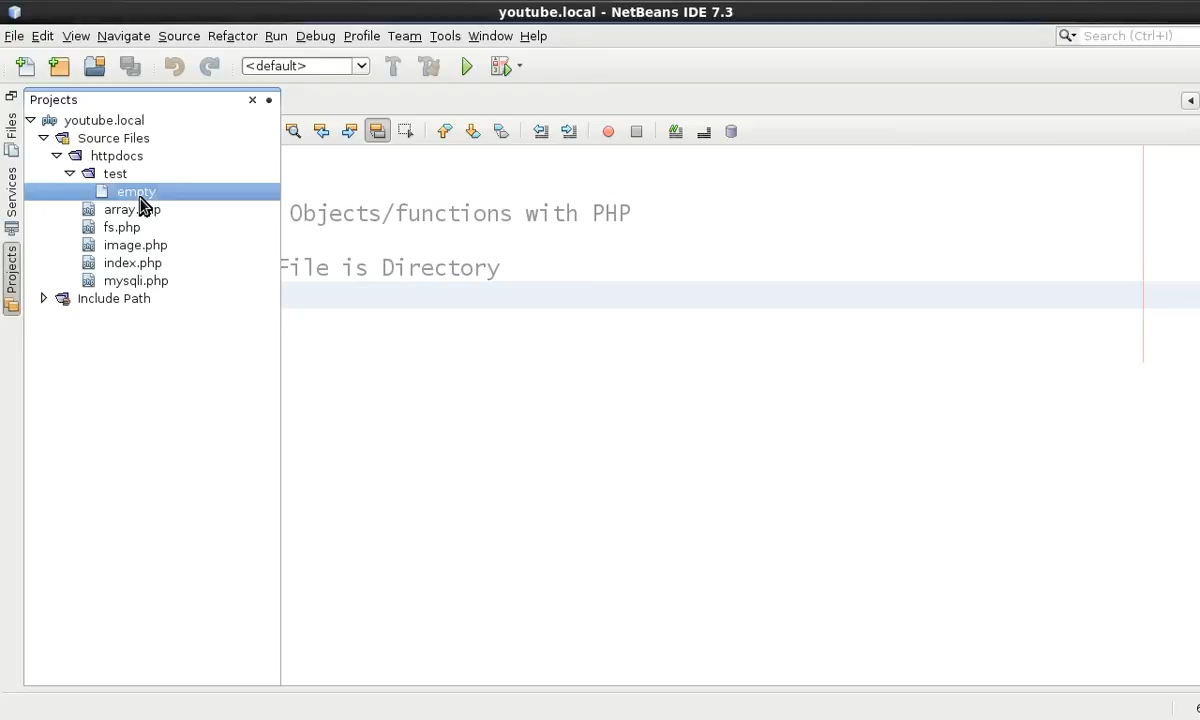 youtube.local - NetBeans IDE 7.3
File Edit View Navigate Source Refactor Run Debug Profile Team Tools Window Help
Search (Ctrl+I)
<default>
Projects
youtube.local
Source Files
httpdocs
test
empty
fs.php
image.php
index.php
mysqli.php
Include Path
Files
Services
Projects
Objects/functions with PHP
File is Directory